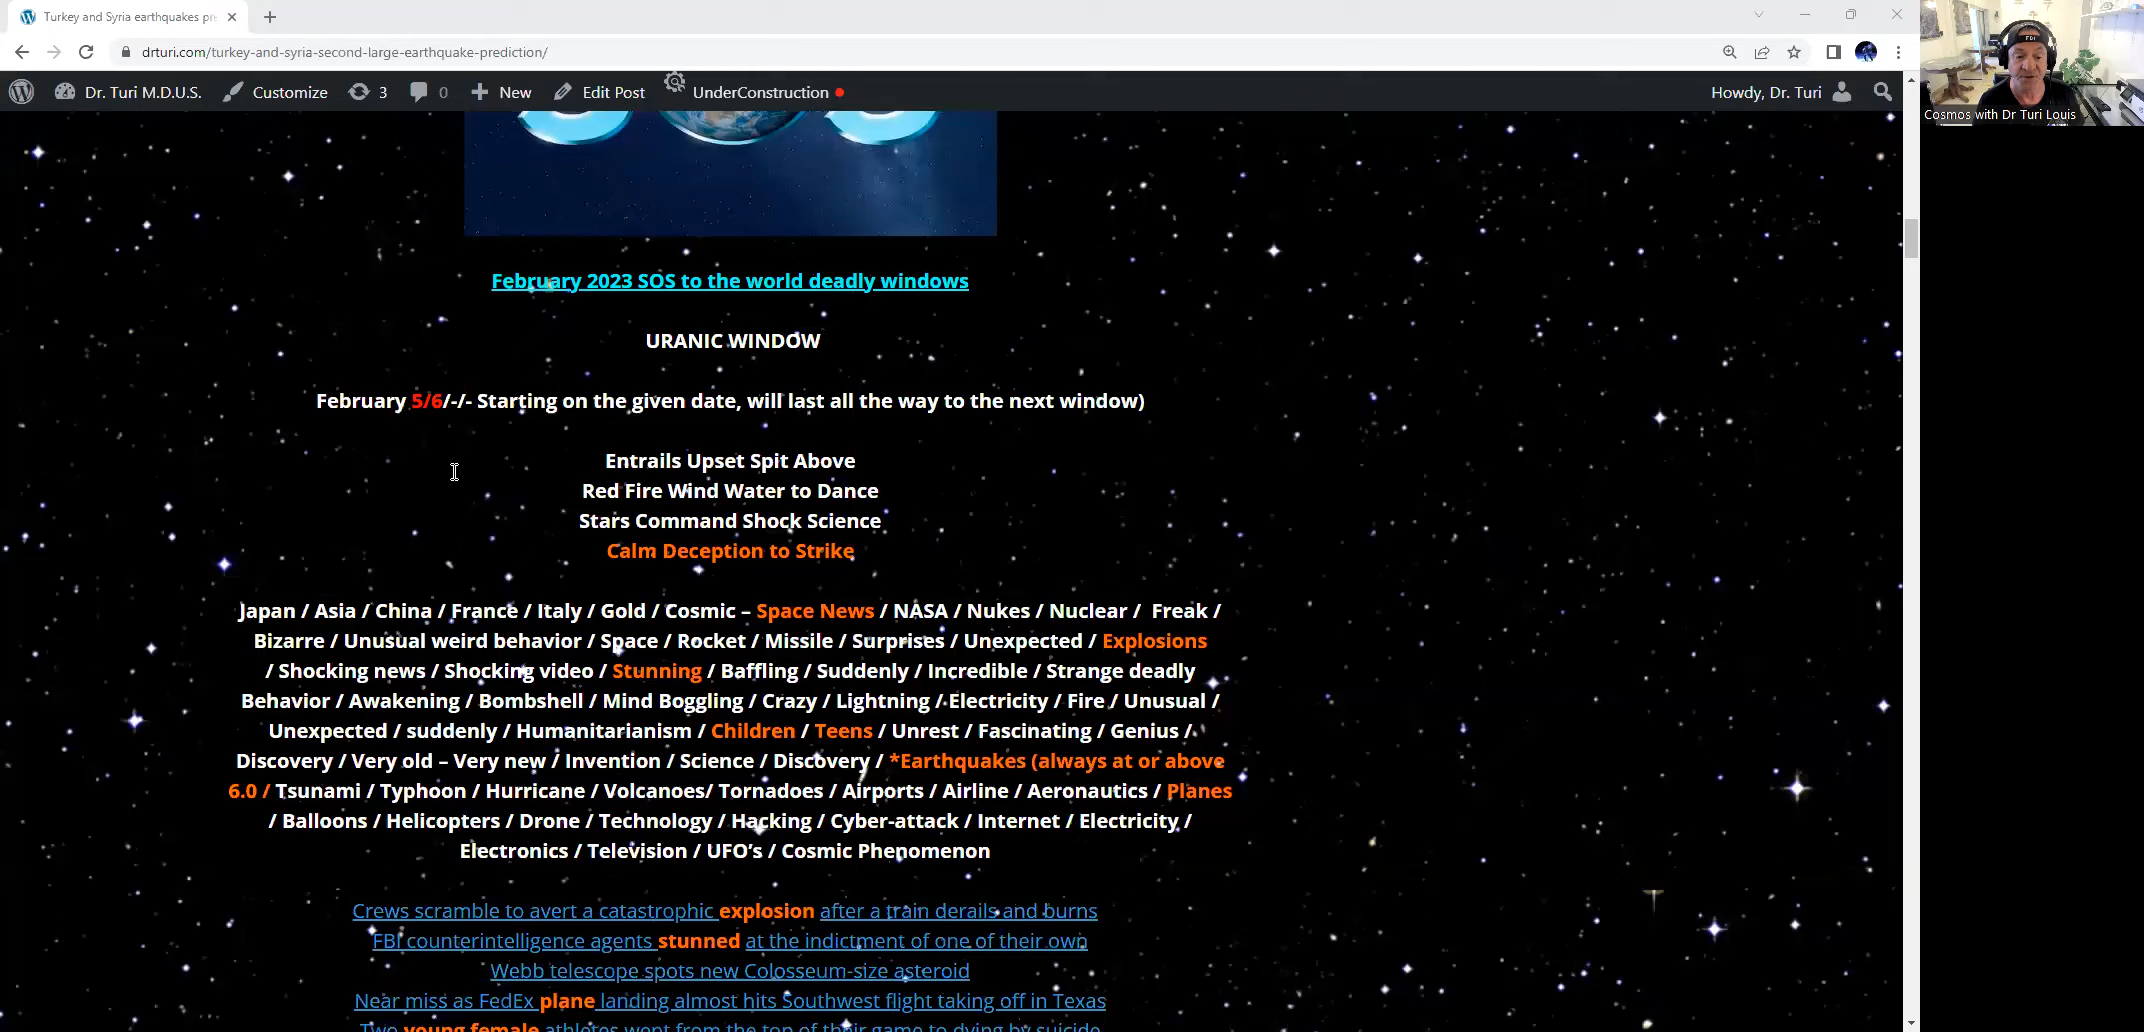 Turkey and Syria earthquakes pr
drturi.com/turkey-and-syria-second-large-earthquake-prediction/
Dr. Turi M.D.U.S. Customize 3 0 New Edit Post UnderConstruction Howdy, Dr. Turi
FBI
Cosmos with Dr Turi Louis
February 2023 SOS to the world deadly windows
URANIC WINDOW
February 5/6/-/- Starting on the given date, will last all the way to the next window)
Entrails Upset Spit Above
Red Fire Wind Water to Dance
Stars Command Shock Science
Calm Deception to Strike
Japan / Asia / China / France / Italy / Gold / Cosmic – Space News / NASA / Nukes / Nuclear / Freak /
Bizarre / Unusual weird behavior / Space / Rocket / Missile / Surprises / Unexpected / Explosions
/ Shocking news / Shocking video / Stunning / Baffling / Suddenly / Incredible / Strange deadly
Behavior / Awakening / Bombshell / Mind Boggling / Crazy / Lightning / Electricity / Fire / Unusual /
Unexpected / suddenly / Humanitarianism / Children / Teens / Unrest / Fascinating / Genius /
Discovery / Very old – Very new / Invention / Science / Discovery / *Earthquakes (always at or above
6.0 / Tsunami / Typhoon / Hurricane / Volcanoes/ Tornadoes / Airports / Airline / Aeronautics / Planes
/ Balloons / Helicopters / Drone / Technology / Hacking / Cyber-attack / Internet / Electricity /
Electronics / Television / UFO’s / Cosmic Phenomenon
Crews scramble to avert a catastrophic explosion after a train derails and burns
FBI counterintelligence agents stunned at the indictment of one of their own
Webb telescope spots new Colosseum-size asteroid
Near miss as FedEx plane landing almost hits Southwest flight taking off in Texas
Two young female athletes went from the top of their game to dying by suicide